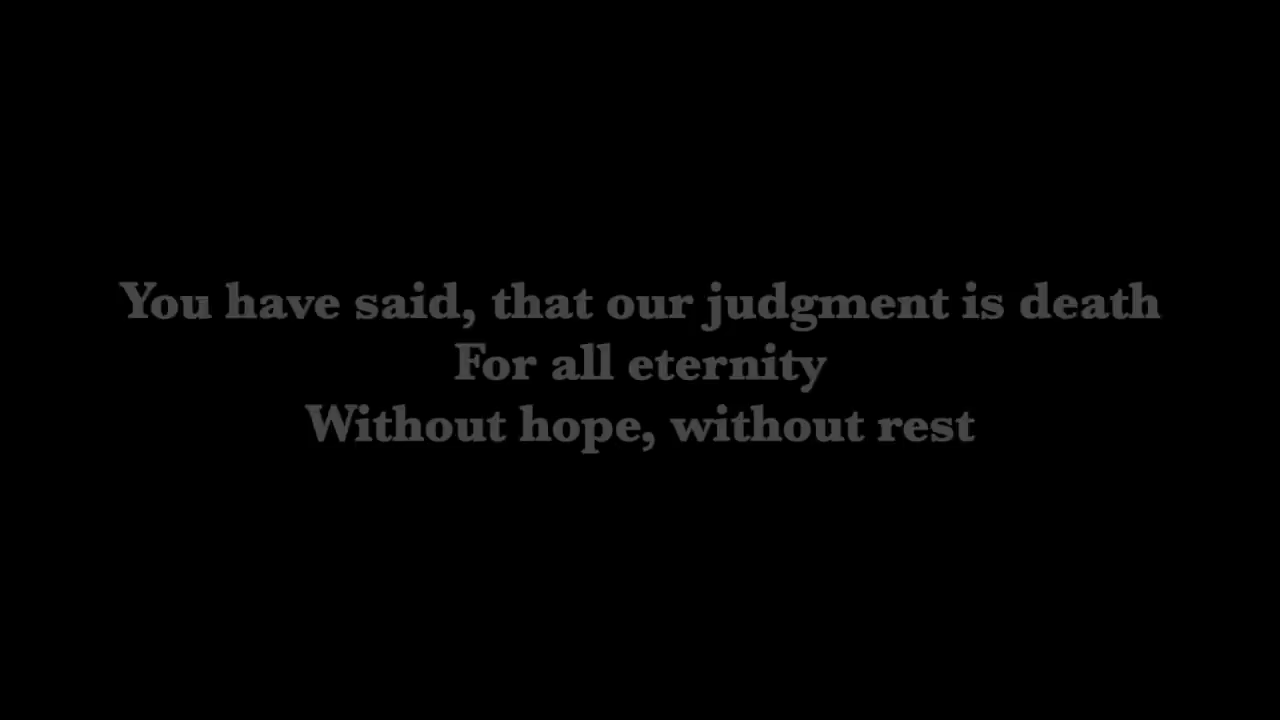 You have said, that our judgment is death
For all eternity
Without hope, without rest